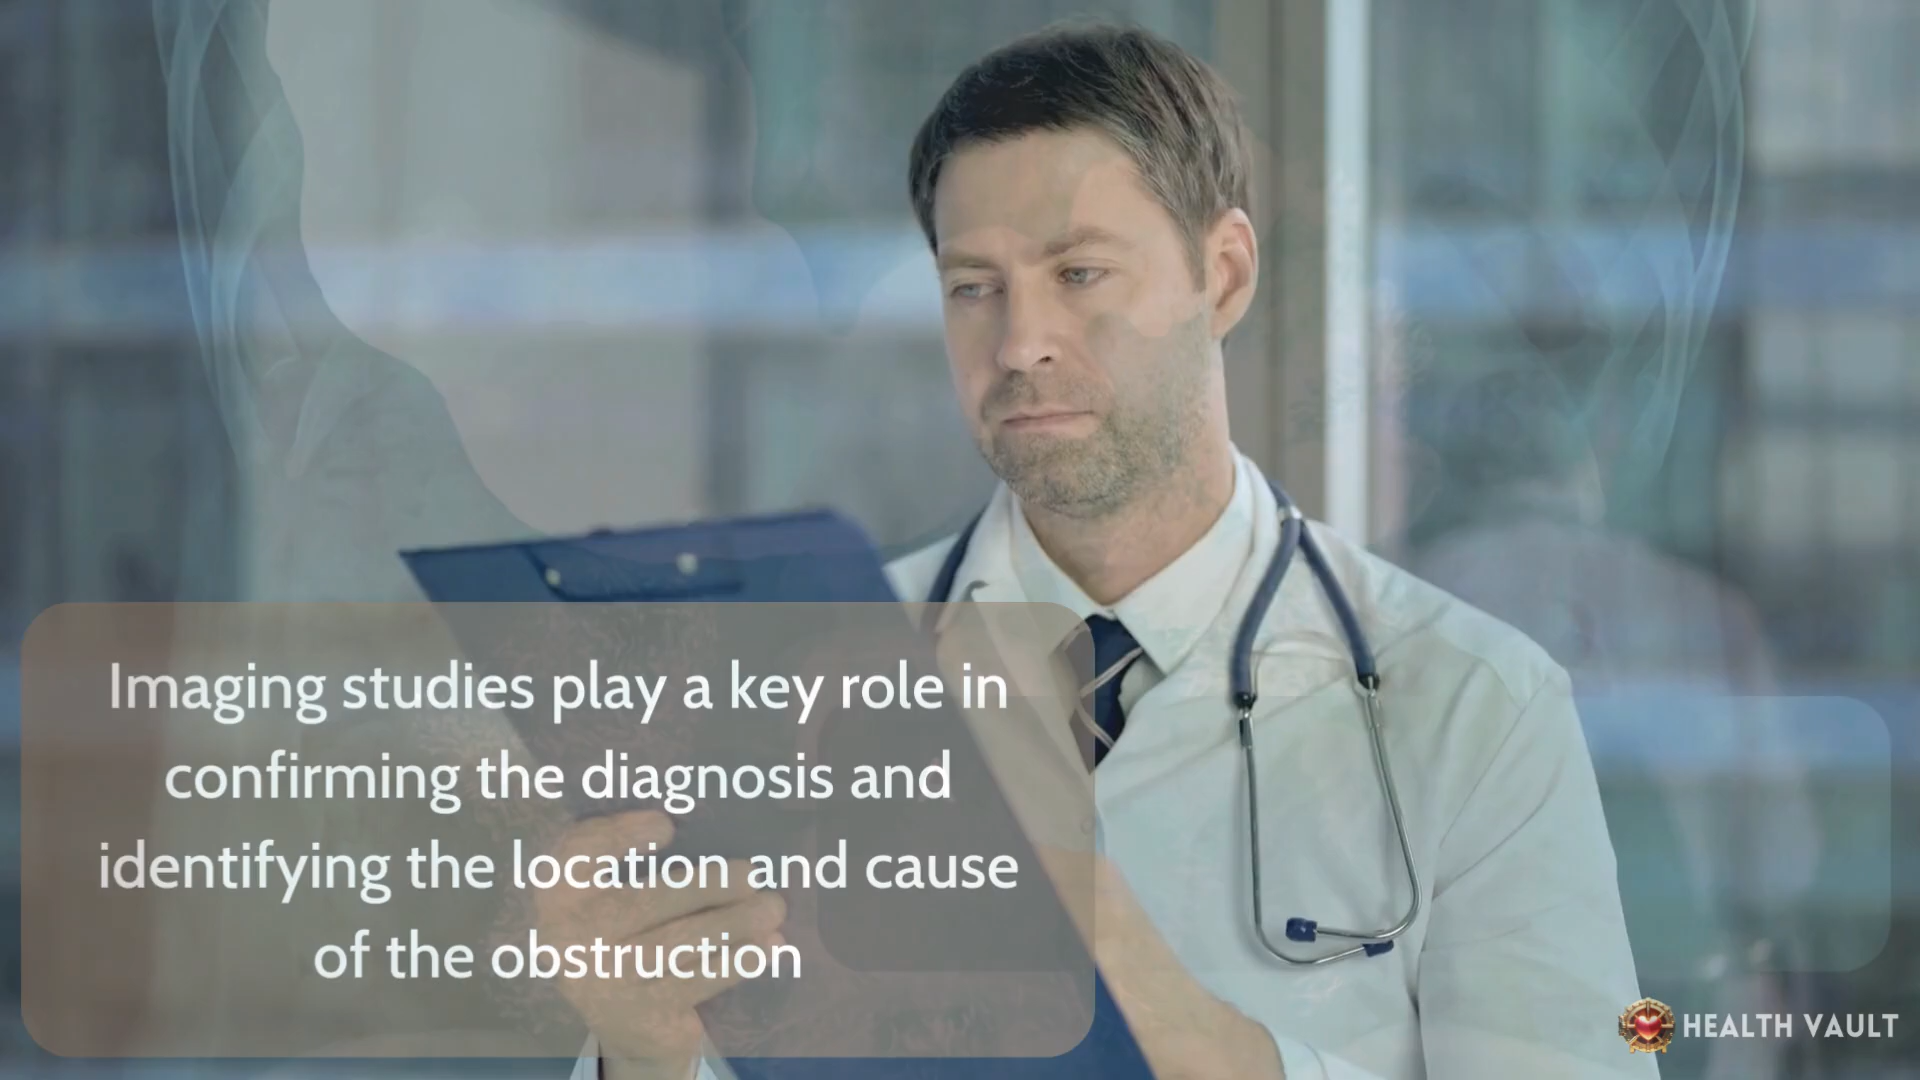 Imaging studies play a key role in
confirming the diagnosis and
identifying the location and cause
of the obstruction
HEALTH VAULT